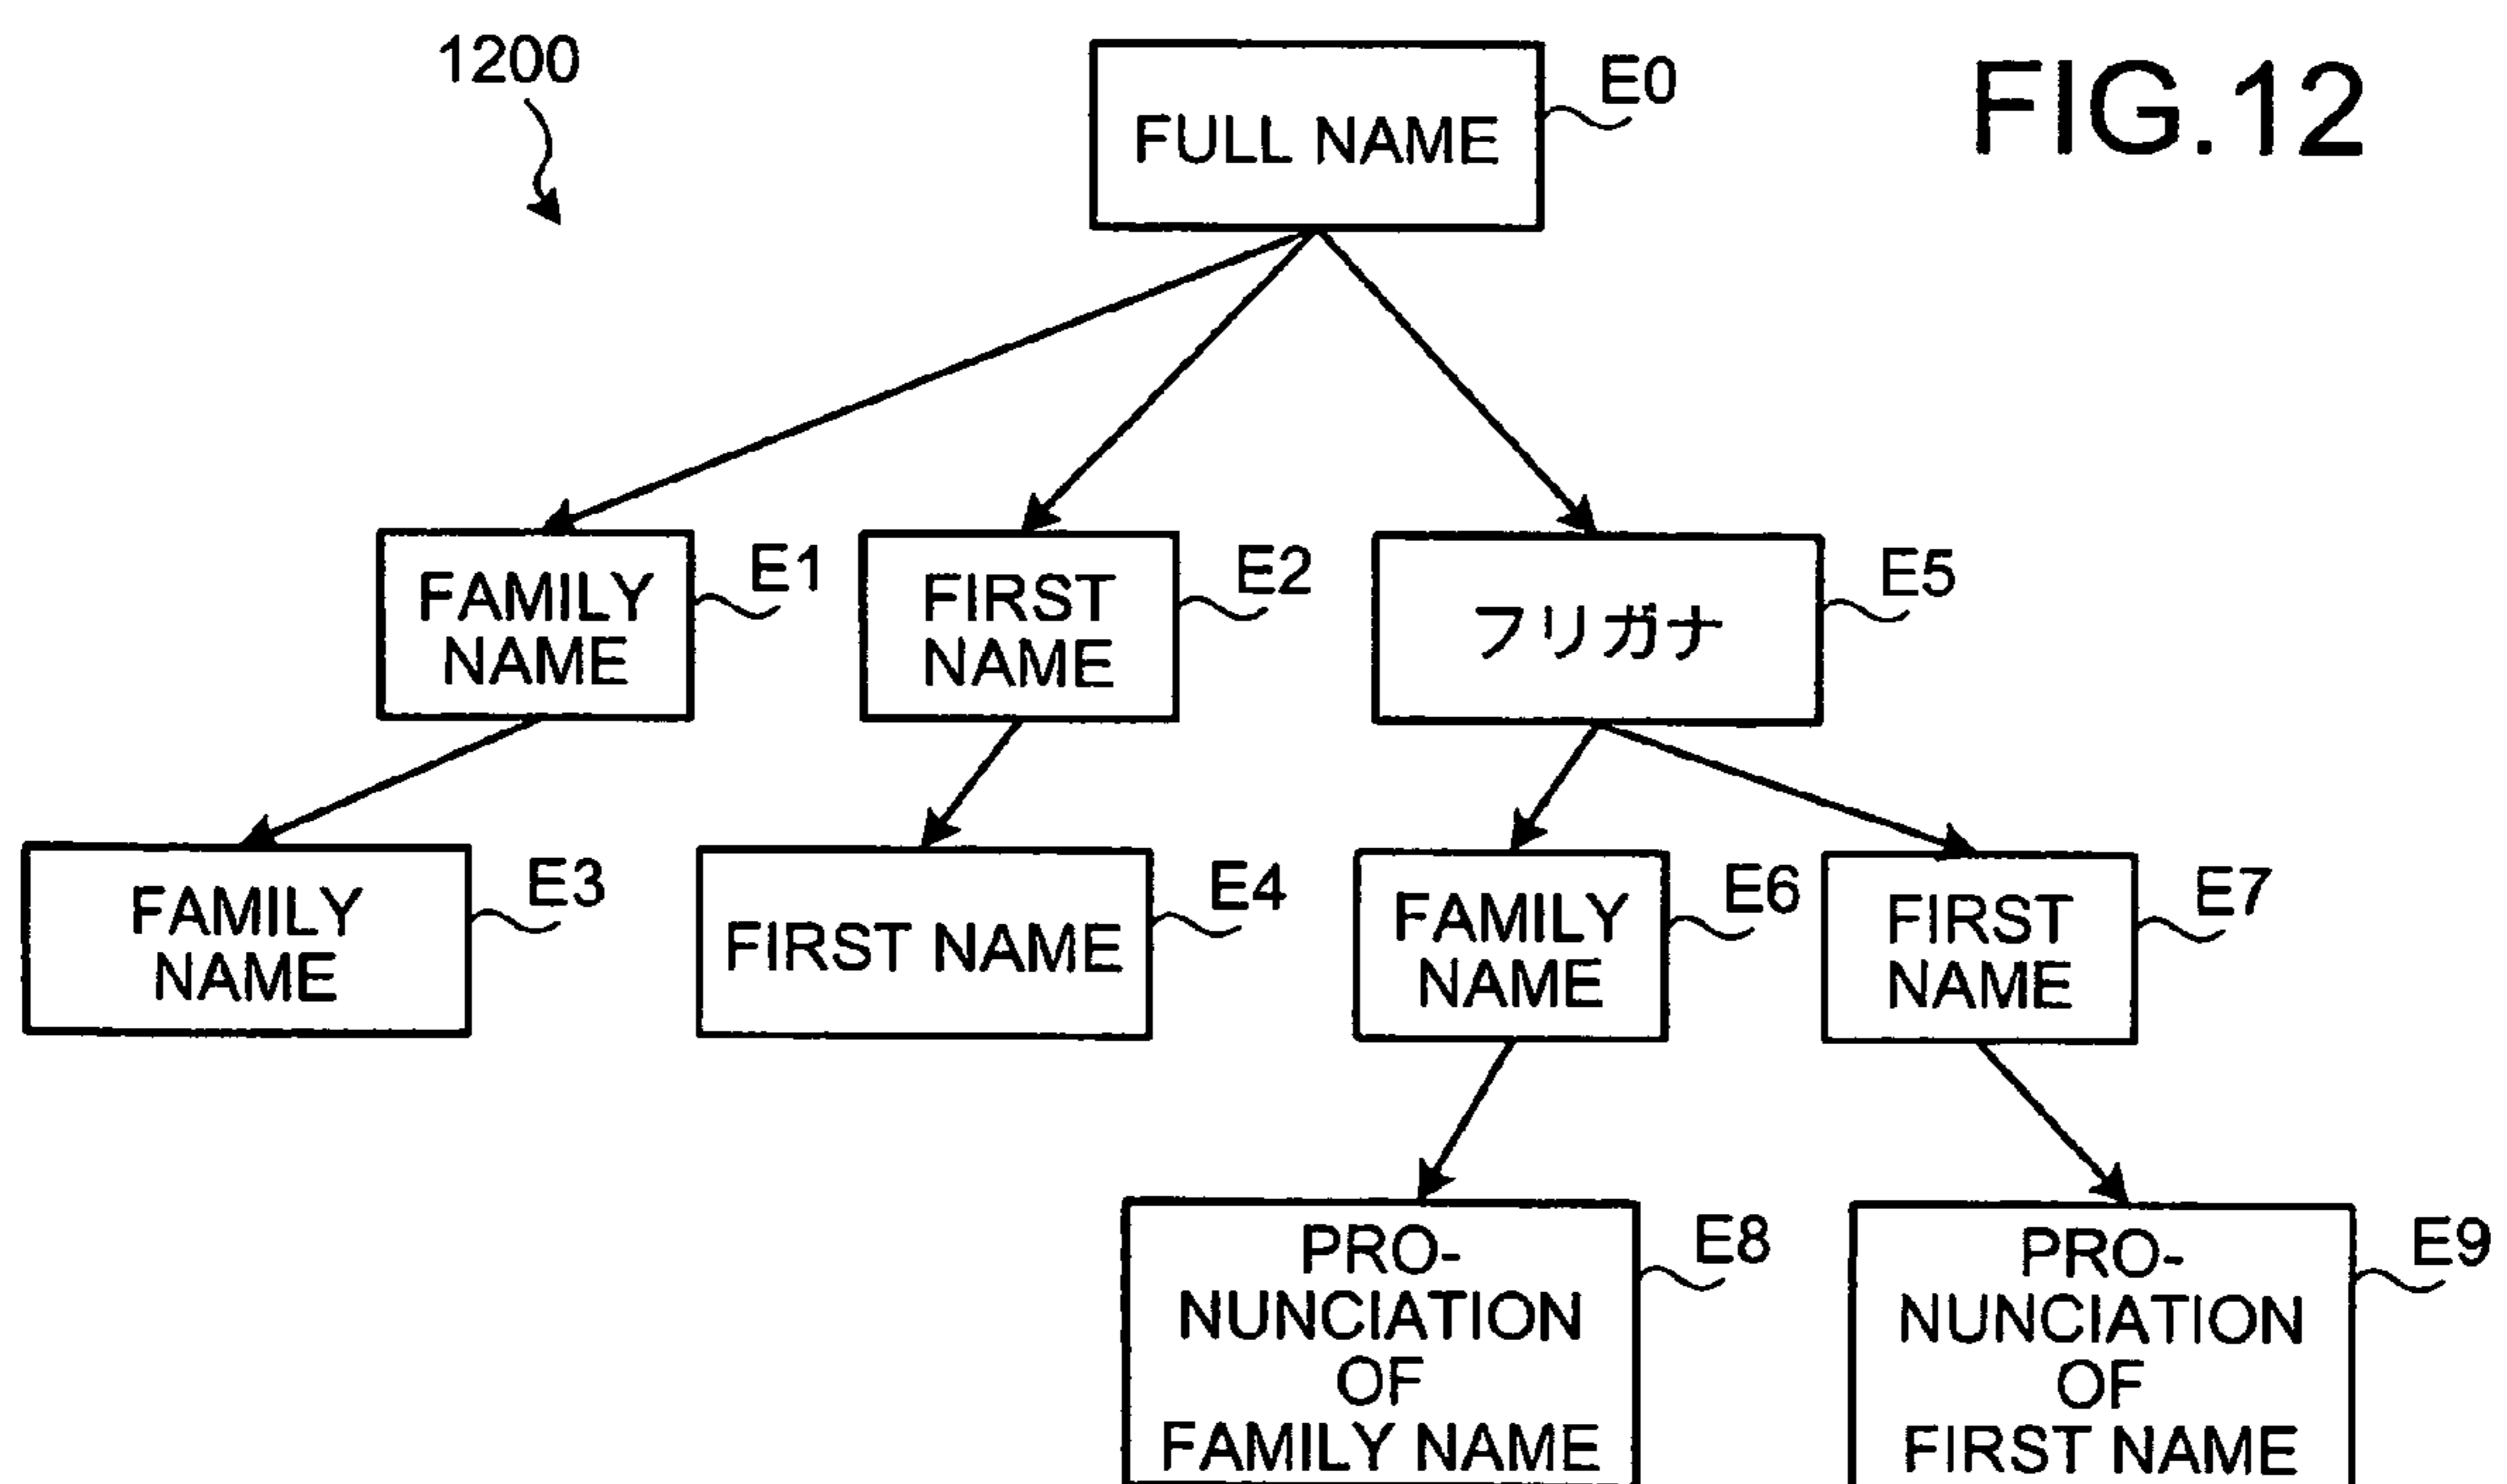 1200
FULL NAME
E0
FIG.12
FAMILY
NAME
E1
FIRST
NAME
E2
フリガナ
E5
FAMILY
NAME
E3
FIRST NAME
E4
FAMILY
NAME
E6
FIRST
NAME
E7
PRO-
NUNCIATION
OF
FAMILY NAME
E8
PRO-
NUNCIATION
OF
FIRST NAME
E9